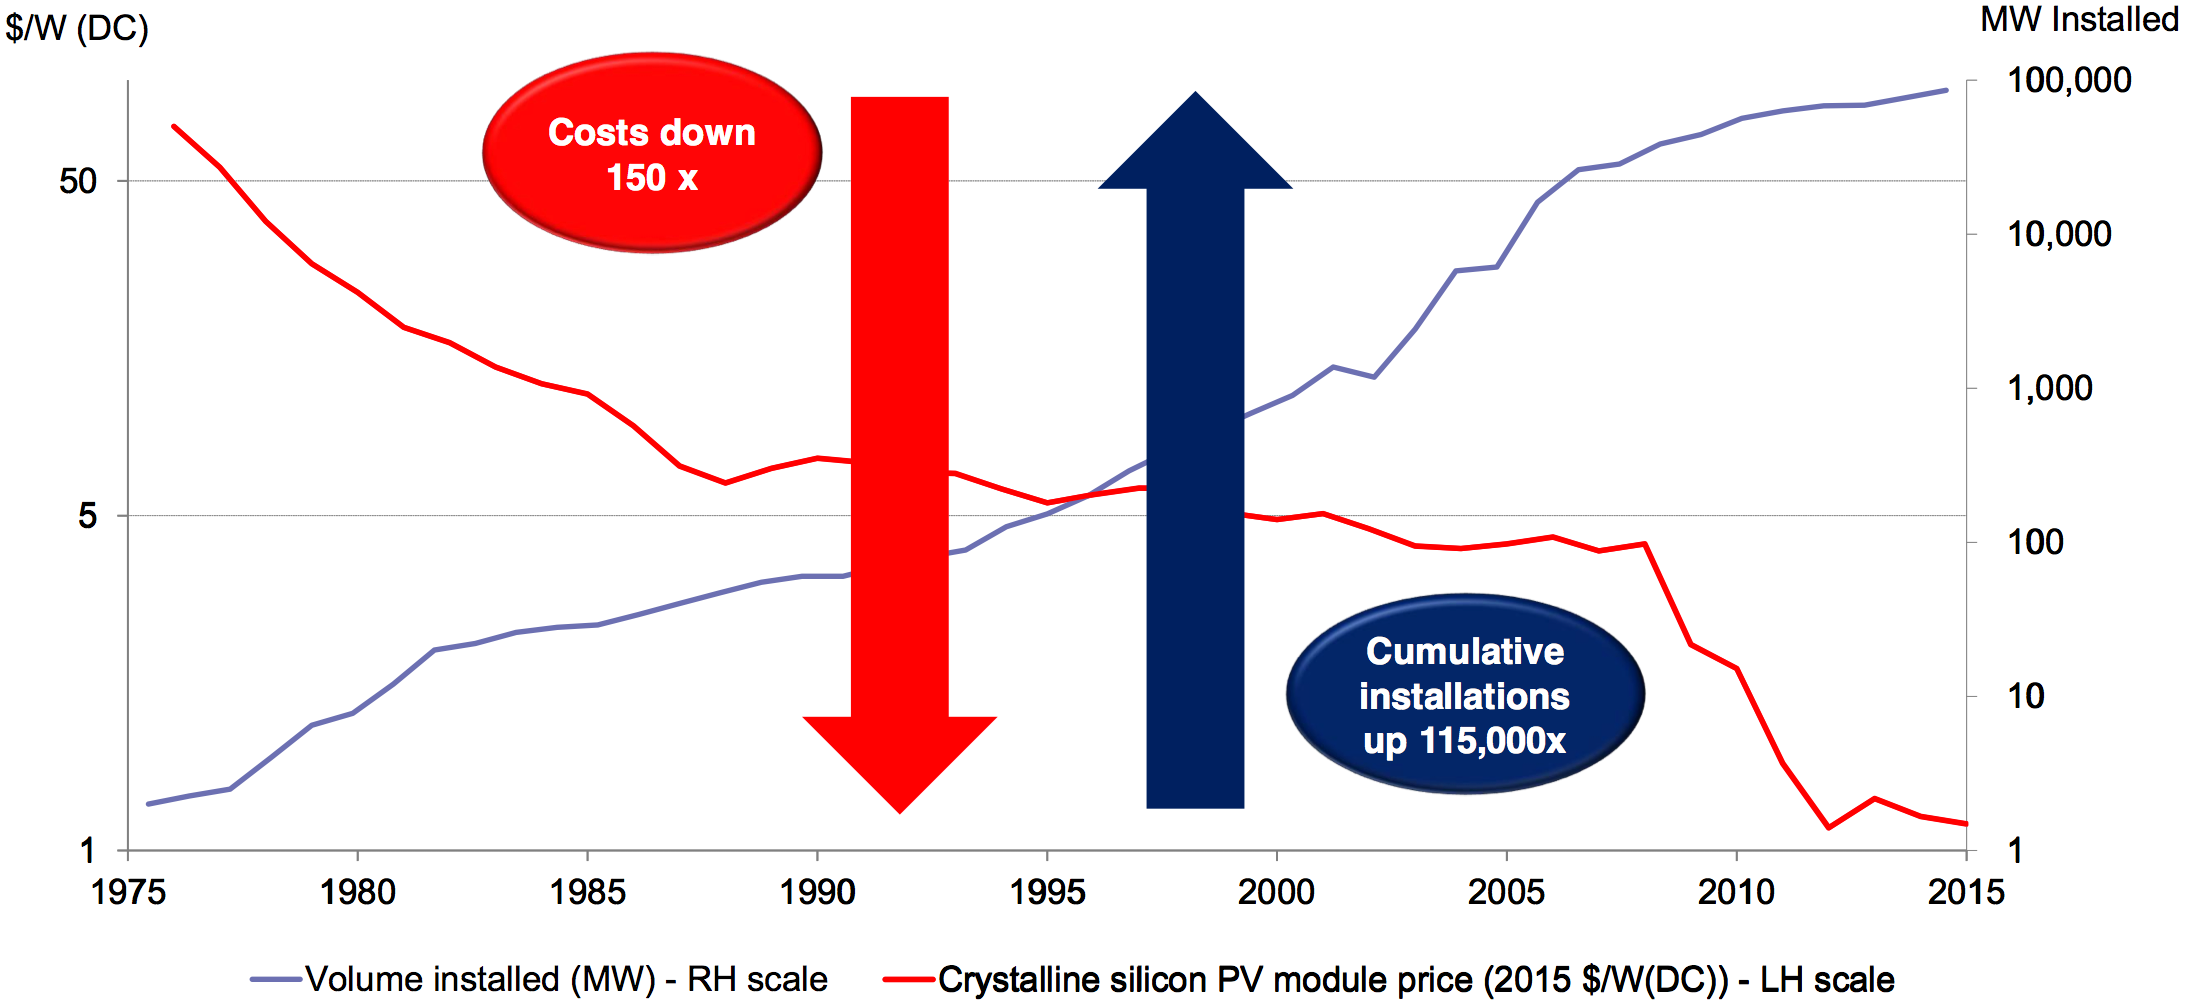 $/W (DC)
MW Installed
Costs down
150 x
50
5
1
100,000
10,000
1,000
100
10
1
Cumulative
installations
up 115,000x
1975
1980
1985
1990
1995
2000
2005
2010
2015
Volume installed (MW) - RH scale
Crystalline silicon PV module price (2015 $/W(DC)) - LH scale